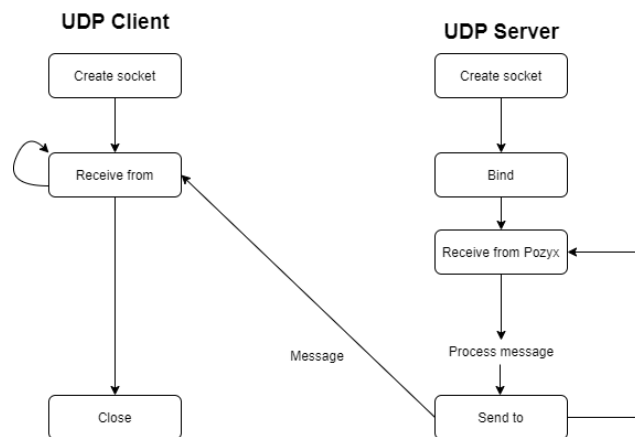 UDP Client
UDP Server
Create socket
Create socket
Receive from
Bind
Receive from Pozyx
Message
Process message
Close
Send to